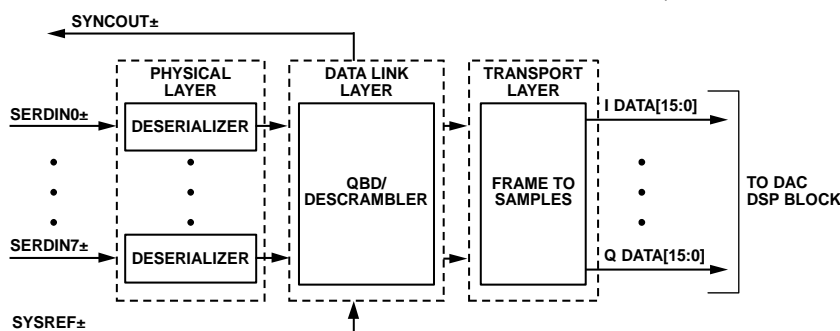 SYNCOUT±
PHYSICAL
LAYER
DATA LINK
LAYER
TRANSPORT
LAYER
SERDIN0±
DESERIALIZER
I DATA[15:0]
QBD/
DESCRAMBLER
FRAME TO
SAMPLES
TO DAC
DSP BLOCK
SERDIN7±
DESERIALIZER
Q DATA[15:0]
SYSREF±